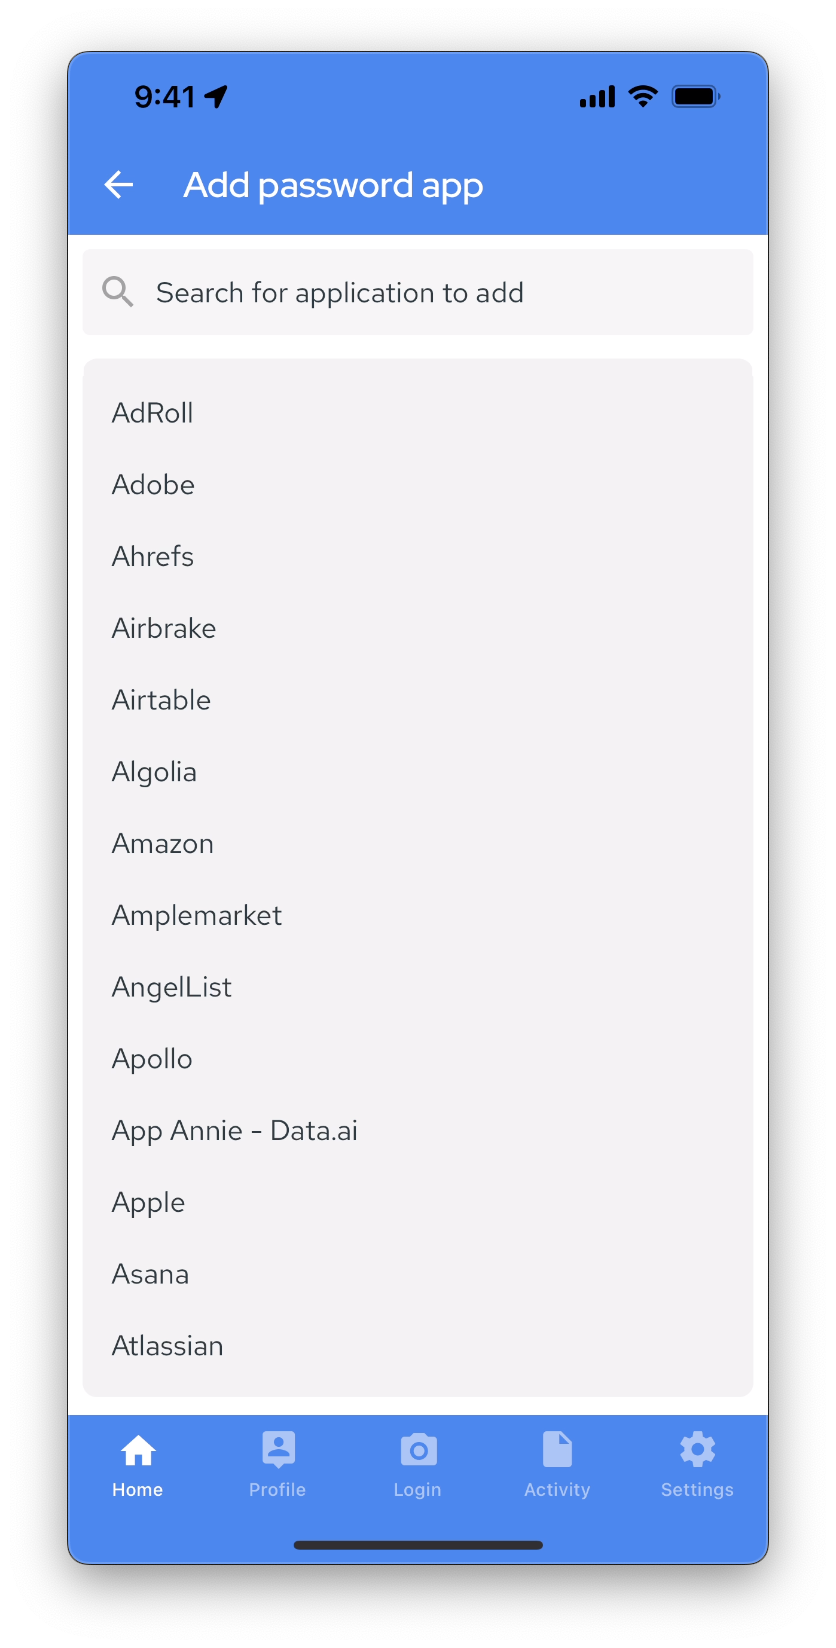 9:41
Add password app
Search for application to add
AdRoll
Adobe
Ahrefs
Airbrake
Airtable
Algolia
Amazon
Amplemarket
AngelList
Apollo
App Annie - Data.ai
Apple
Asana
Atlassian
Home Profile Login Activity Settings